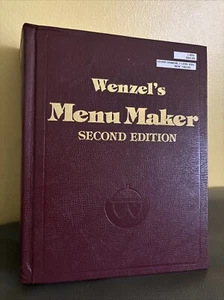 Wenzel's
Menu Maker
SECOND EDITION
W